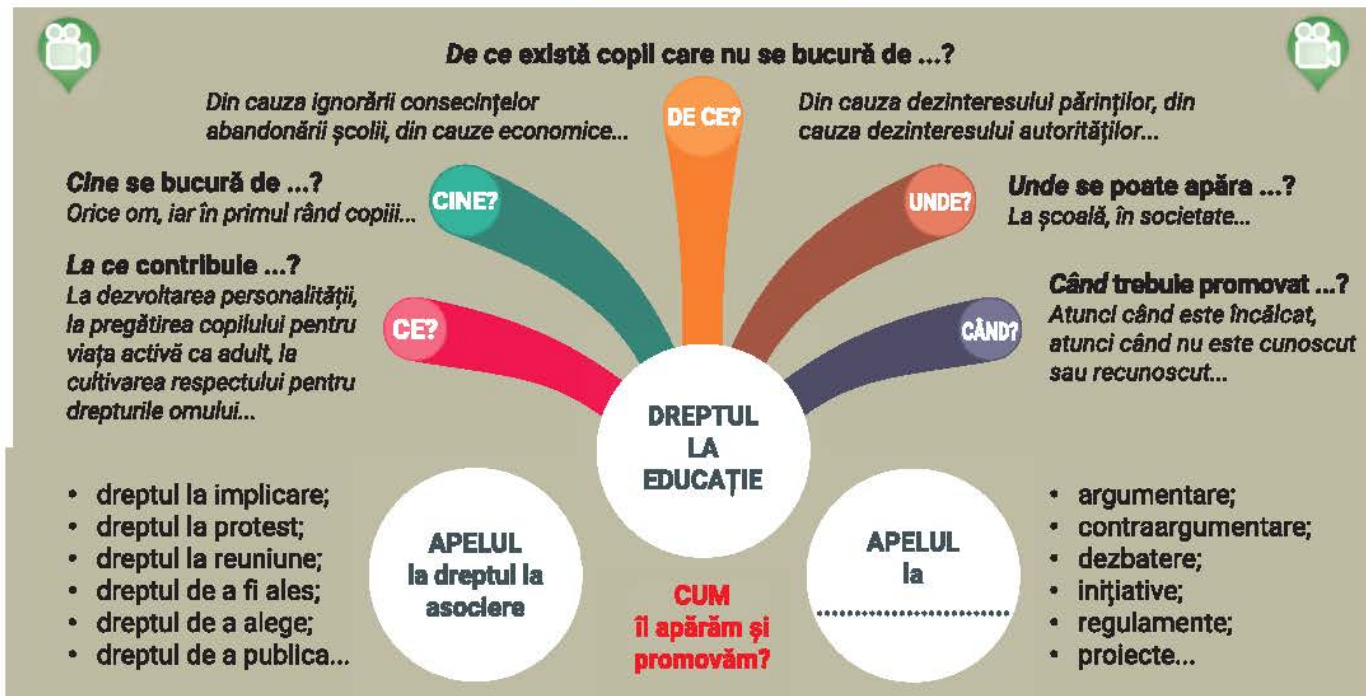 De ce există copil care nu se bucură de ...?
Din cauza ignorării consecințelor
abandonării școlii, din cauze economice...
DE CE?
Din cauza dezinteresului părinților, din
cauza dezinteresului autorităților...
Cine se bucură de ...?
Orice om, iar în primul rând copiii...
CINE?
UNDE?
Unde se poate apăra ...?
La școală, în societate...
La ce contribuie ...?
La dezvoltarea personalității,
la pregătirea copilului pentru
viața activă ca adult, la
cultivarea respectului pentru
drepturile omului...
CE?
CÂND?
Când trebuie promovat ...?
Atunci când este încălcat,
atunci când nu este cunoscut
sau recunoscut...
DREPTUL
LA
EDUCAȚIE
• dreptul la implicare;
• dreptul la protest;
• dreptul la reuniune;
• dreptul de a fi ales;
• dreptul de a alege;
• dreptul de a publica...
APELUL
la dreptul la
asociere
CUM
îl apărăm și
promovăm?
APELUL
la
........................
• argumentare;
• contraargumentare;
• dezbatere;
• inițiative;
• regulamente;
• proiecte...